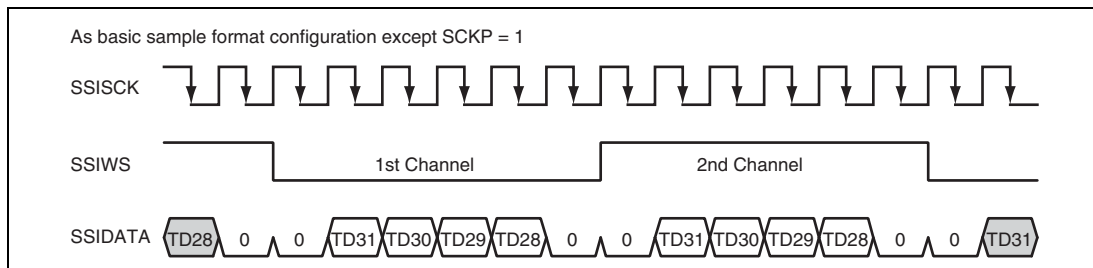 As basic sample format configuration except SCKP = 1
SSISCK
SSIWS 1st Channel 2nd Channel
SSIDATA TD28 0 0 TD31 TD30 TD29 TD28 0 0 TD31 TD30 TD29 TD28 0 0 TD31